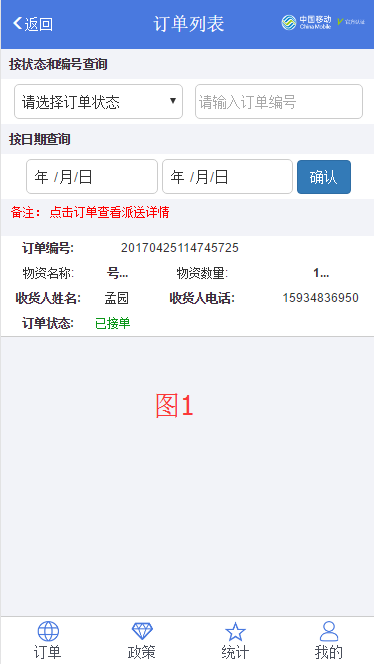 返回 订单列表 中国移动 China Mobile 官方认证
按状态和编号查询
请选择订单状态 请输入订单编号
按日期查询
年 /月/日 年 /月/日 确认
备注： 点击订单查看派送详情
订单编号: 20170425114745725
物资名称: 号... 物资数量: 1...
收货人姓名: 孟园 收货人电话: 15934836950
订单状态: 已接单
图1
订单 政策 统计 我的